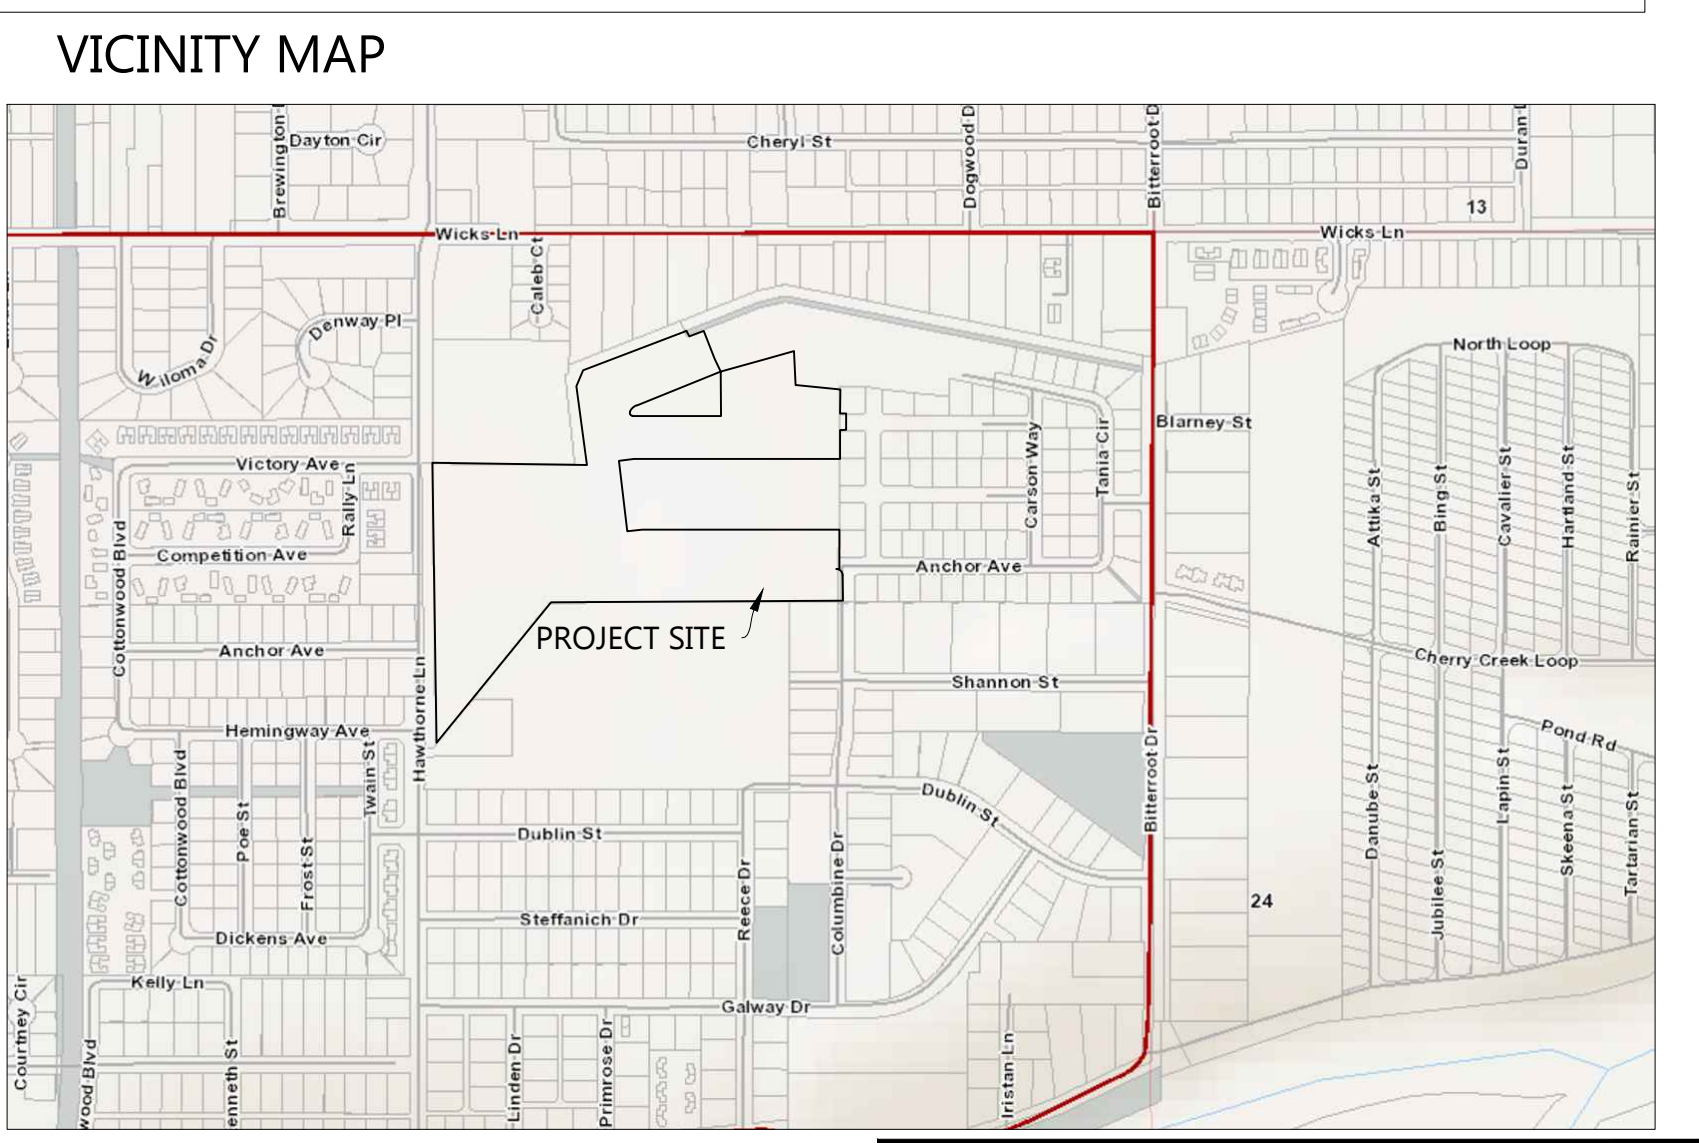 VICINITY MAP
Dayton Cir
Brewington
Cheryl St
Dogwood D
Bitterroot D
Duran
13
Wicks Ln
Wicks Ln
Caleb Ct
Denway Pl
Wiloma Dr
North Loop
Blarney St
Carson Way
Tania Cir
Attika St
Bing St
Cavalier St
Hartland St
Rainier St
Victory Ave
Rally Ln
Competition Ave
Cottonwood Blvd
Anchor Ave
Anchor Ave
PROJECT SITE
Hawthorne Ln
Shannon St
Cherry Creek Loop
Pond Rd
Hemingway Ave
Twain St
Cottonwood Blvd
Poe St
Frost St
Bitterroot Dr
Dublin St
Dublin St
Danube St
Jubilee St
Lapin St
Skeena St
Tartarian St
Reece Dr
Columbine Dr
24
Steffanich Dr
Dickens Ave
Kelly Ln
Galway Dr
Courtney Cir
wood Blvd
enneth St
Linden Dr
Primrose Dr
Iristan Ln